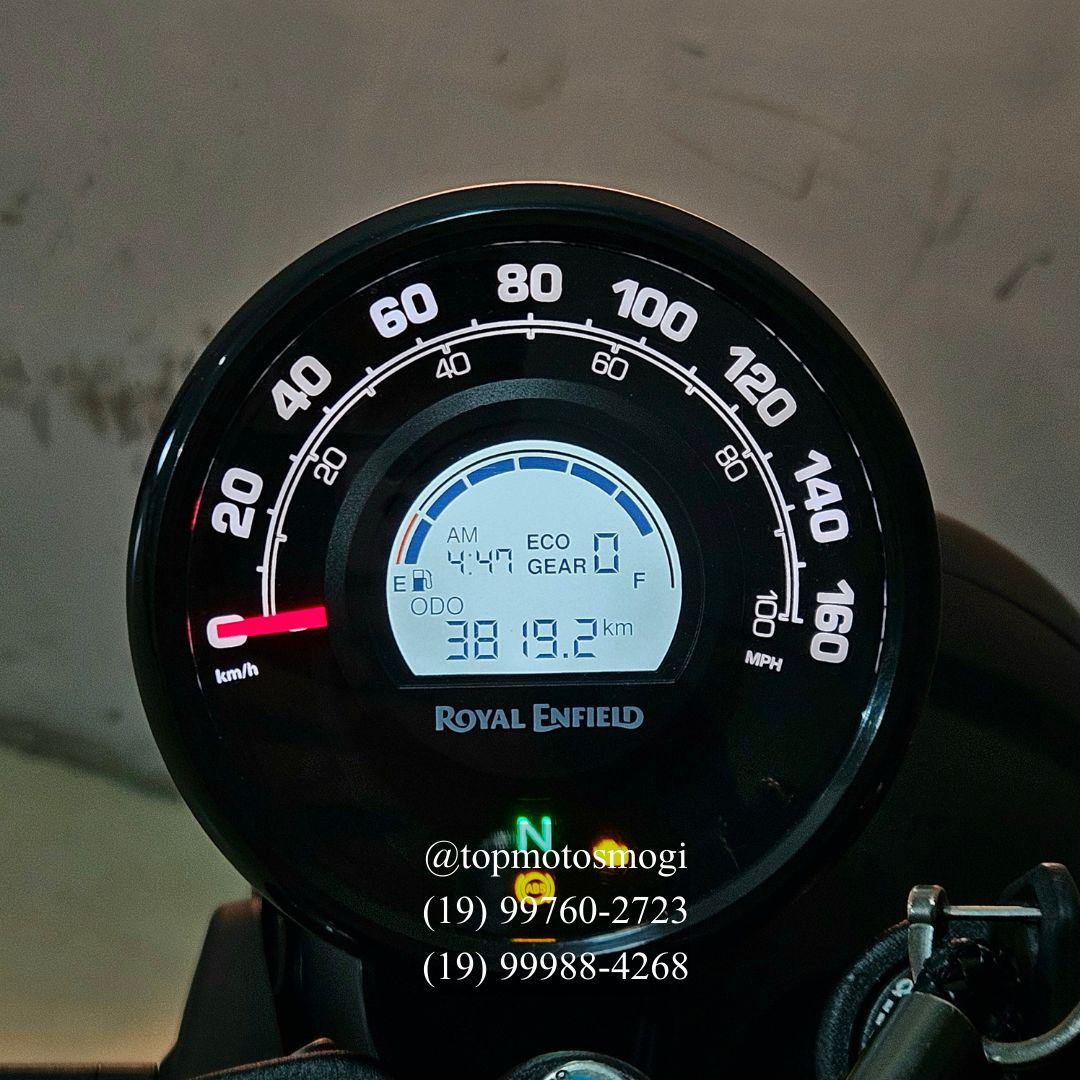 80
60
100
40
60
40
120
20
80
20
140
AM
4:47
ECO
GEAR 0
E
F
ODO
3819.2 km
0
100
160
km/h
MPH
ROYAL ENFIELD
N
@topmotosmogi
ABS
(19) 99760-2723
(19) 99988-4268